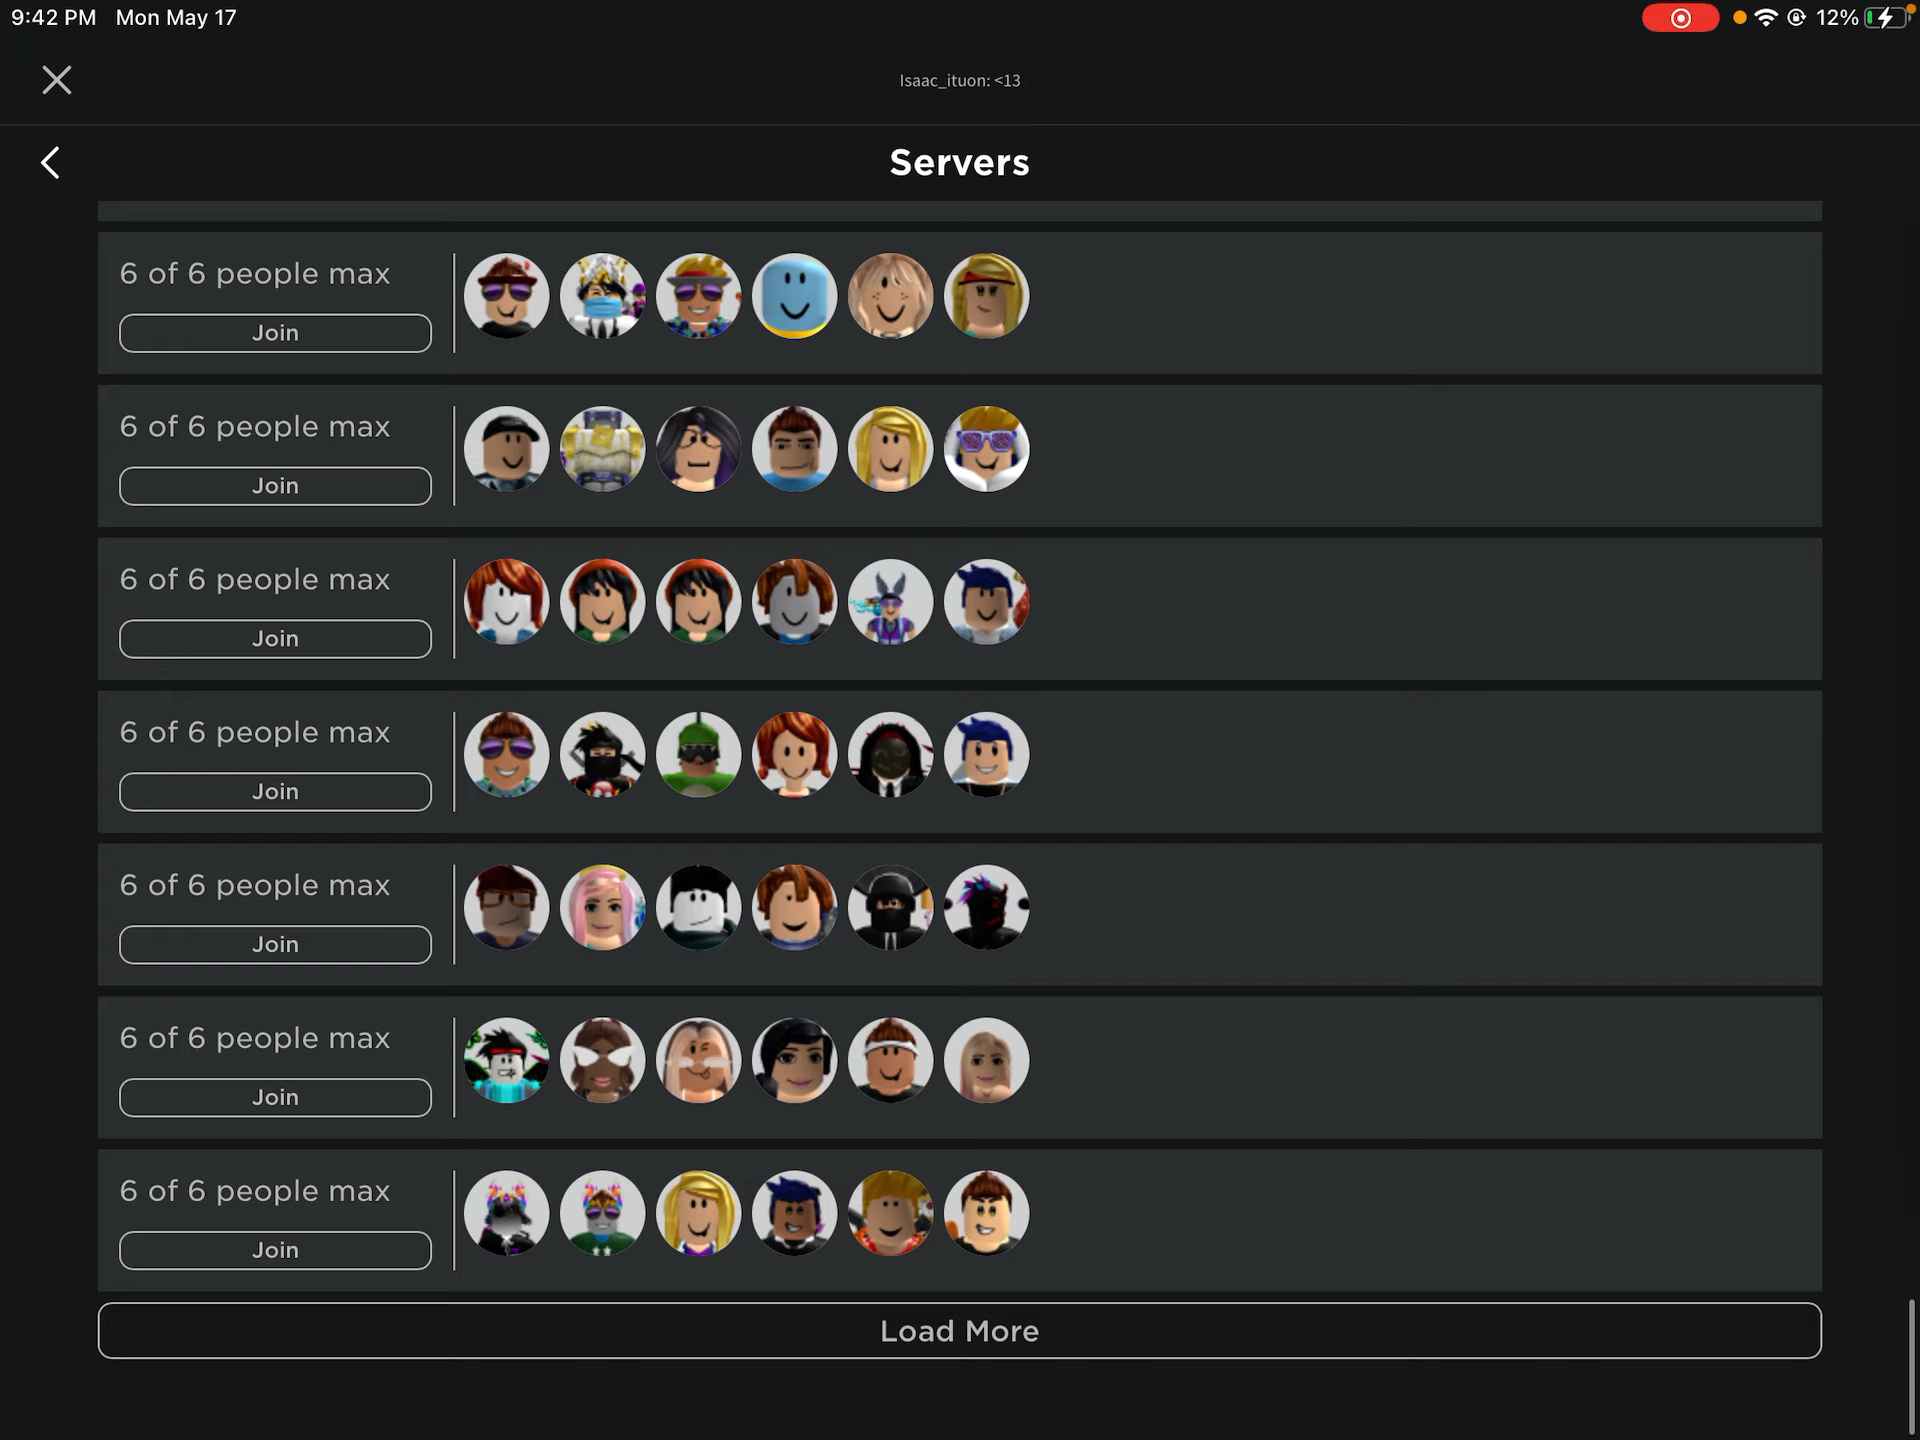 9:42 PM Mon May 17
12%
Isaac_ituon: <13
Servers
6 of 6 people max
Join
6 of 6 people max
Join
6 of 6 people max
Join
6 of 6 people max
Join
6 of 6 people max
Join
6 of 6 people max
Join
6 of 6 people max
Join
Load More